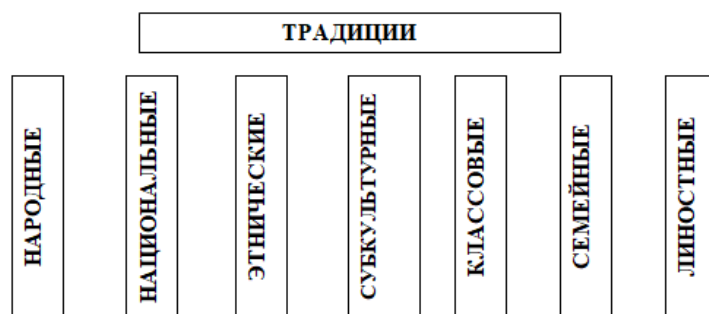 ТРАДИЦИИ
НАРОДНЫЕ
НАЦИОНАЛЬНЫЕ
ЭТНИЧЕСКИЕ
СУБКУЛЬТУРНЫЕ
КЛАССОВЫЕ
СЕМЕЙНЫЕ
ЛИНОСТНЫЕ